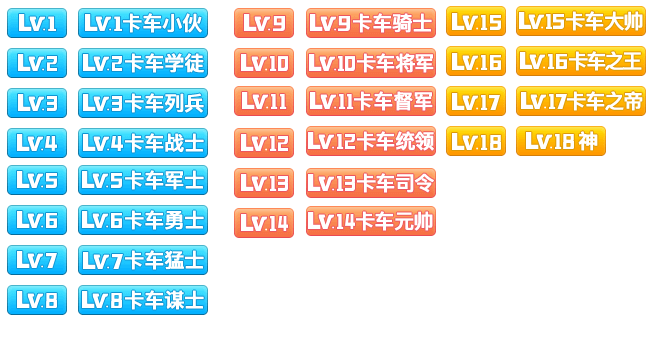 Lv.1
Lv.1卡车小伙
Lv.2
Lv.2卡车学徒
Lv.3
Lv.3卡车列兵
Lv.4
Lv.4卡车战士
Lv.5
Lv.5卡车军士
Lv.6
Lv.6卡车勇士
Lv.7
Lv.7卡车猛士
Lv.8
Lv.8卡车谋士
Lv.9
Lv.9卡车骑士
Lv.10
Lv.10卡车将军
Lv.11
Lv.11卡车督军
Lv.12
Lv.12卡车统领
Lv.13
Lv.13卡车司令
Lv.14
Lv.14卡车元帅
Lv.15
Lv.15卡车大帅
Lv.16
Lv.16卡车之王
Lv.17
Lv.17卡车之帝
Lv.18
Lv.18 神